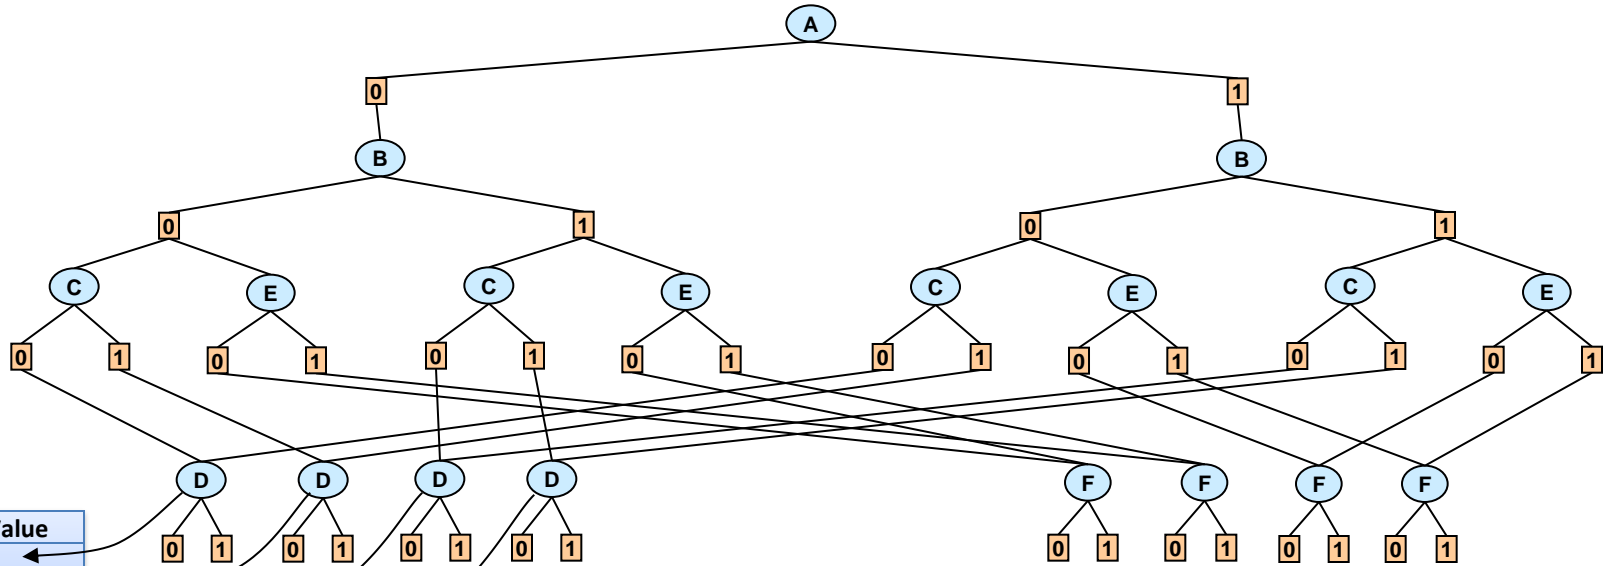 A
0 1
B B
0 1 0 1
C E C E C E C E
0 1 0 1 0 1 0 1 0 1 0 1 0 1 0 1
D D D D F F F F
alue
0 1 0 1 0 1 0 1 0 1 0 1 0 1 0 1